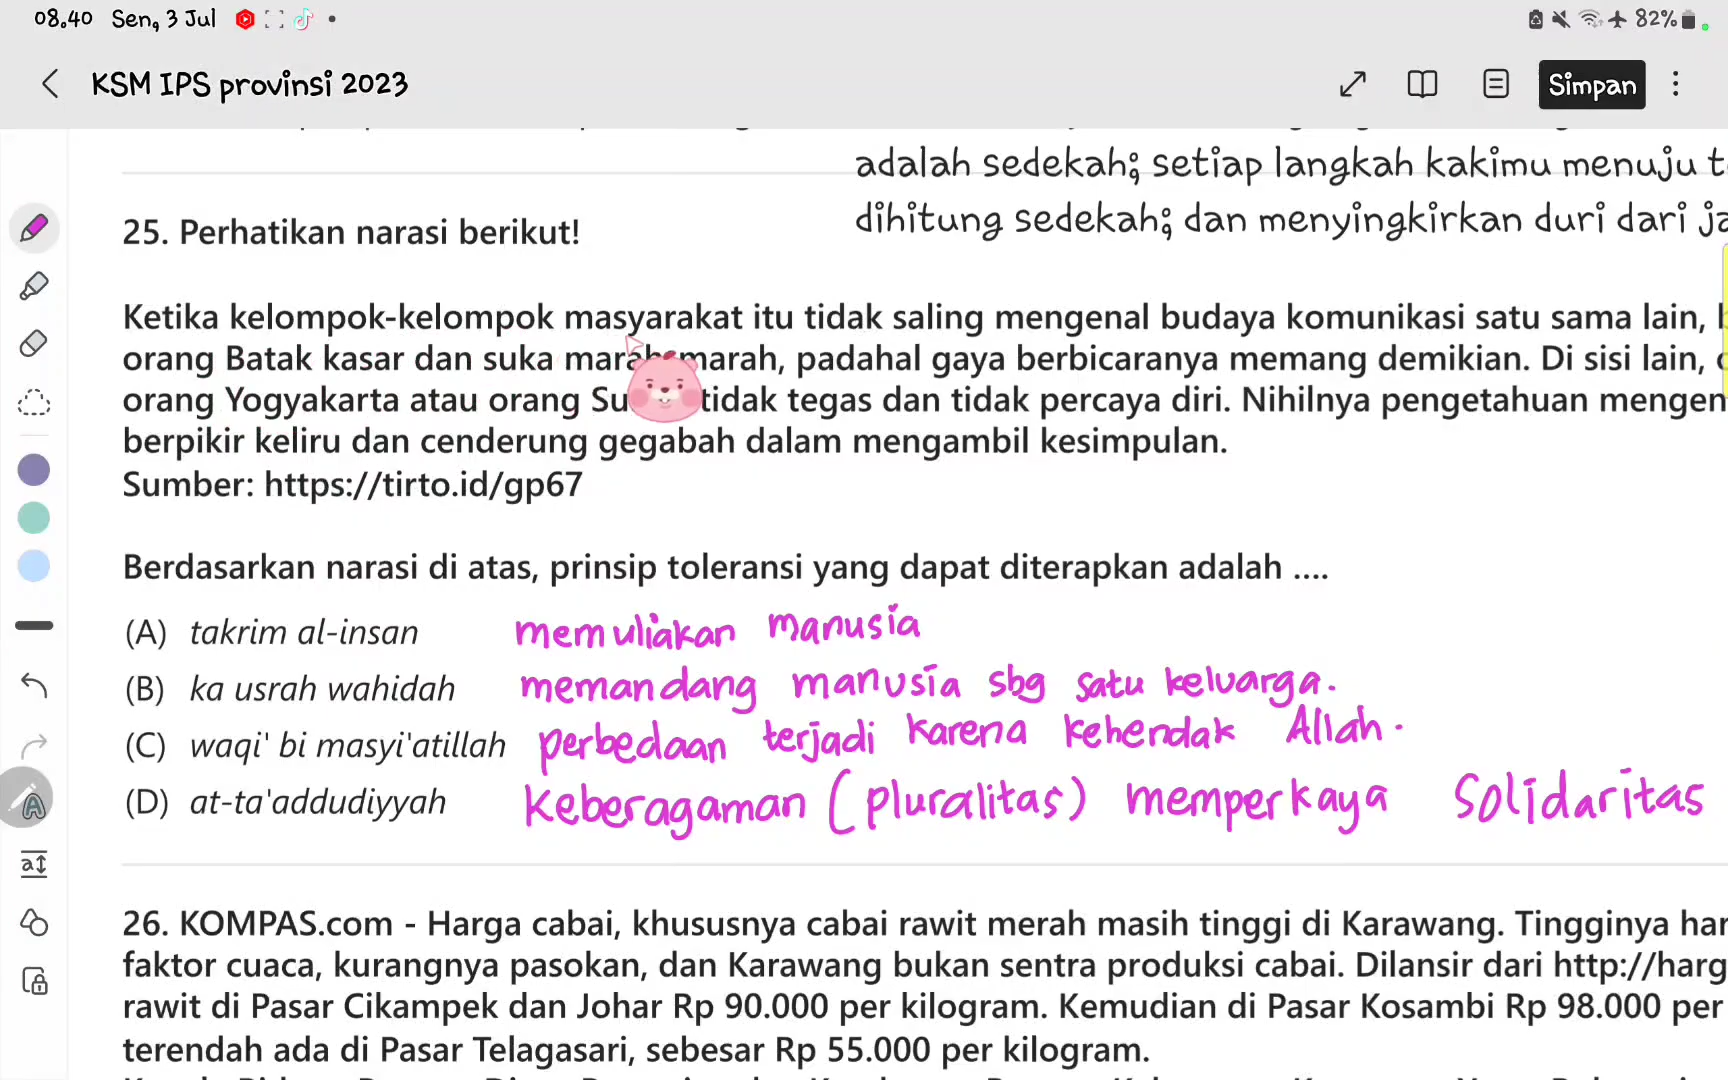 08.40 Sen, 3 Jul 82%
KSM IPS provinsi 2023 Simpan
adalah sedekah; setiap langkah kakimu menuju
dihitung sedekah; dan menyingkirkan duri dari
25. Perhatikan narasi berikut!
Ketika kelompok-kelompok masyarakat itu tidak saling mengenal budaya komunikasi satu sama lain,
orang Batak kasar dan suka marah-marah, padahal gaya berbicaranya memang demikian. Di sisi lain,
orang Yogyakarta atau orang tidak tegas dan tidak percaya diri. Nihilnya pengetahuan mengen
berpikir keliru dan cenderung gegabah dalam mengambil kesimpulan.
Sumber: https://tirto.id/gp67
Berdasarkan narasi di atas, prinsip toleransi yang dapat diterapkan adalah ....
(A) takrim al-insan memuliakan manusia
(B) ka usrah wahidah memandang manusia sbg satu keluarga.
(C) waqi' bi masyi'atillah perbedaan terjadi karena kehendak Allah.
(D) at-ta'addudiyyah Keberagaman (pluralitas) memperkaya Solidaritas
26. KOMPAS.com - Harga cabai, khususnya cabai rawit merah masih tinggi di Karawang. Tingginya har
faktor cuaca, kurangnya pasokan, dan Karawang bukan sentra produksi cabai. Dilansir dari http://harg
rawit di Pasar Cikampek dan Johar Rp 90.000 per kilogram. Kemudian di Pasar Kosambi Rp 98.000 per
terendah ada di Pasar Telagasari, sebesar Rp 55.000 per kilogram.